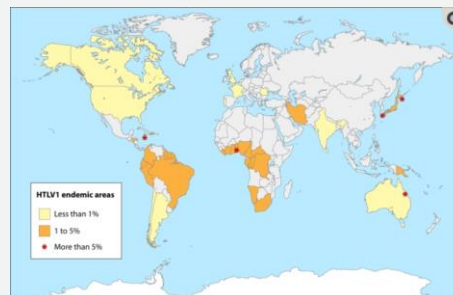 HTLV1 endemic areas
Less than 1%
1 to 5%
More than 5%